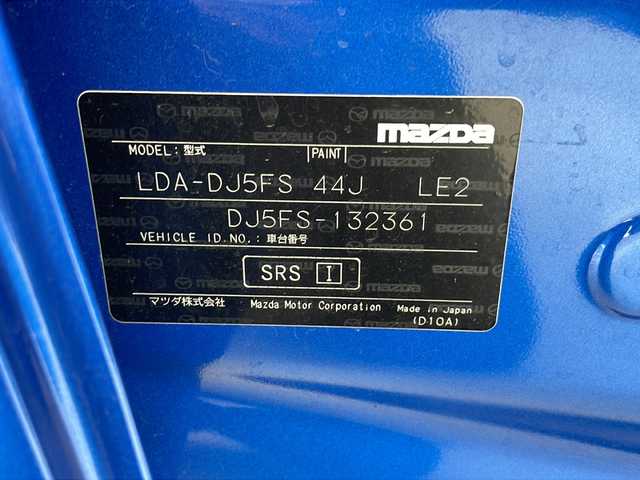 mazda
MODEL: 型式 PAINT
LDA-DJ5FS 44J LE2
DJ5FS-132361
VEHICLE ID.NO.: 車台番号
SRS I
マツダ株式会社 Mazda Motor Corporation Made in Japan
(D10A)